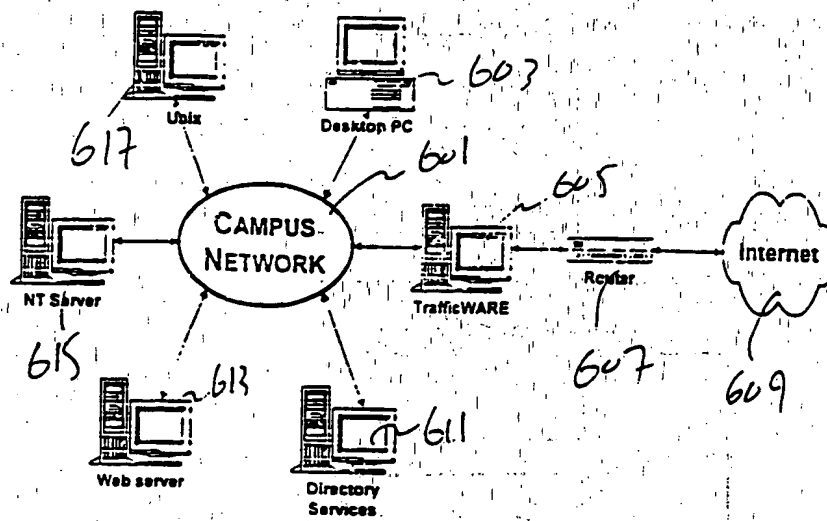 Unix
617
Desktop PC
603
601
CAMPUS
NETWORK
605
TrafficWARE
Router
607
Internet
609
NT Server
615
Web server
613
Directory
Services
611